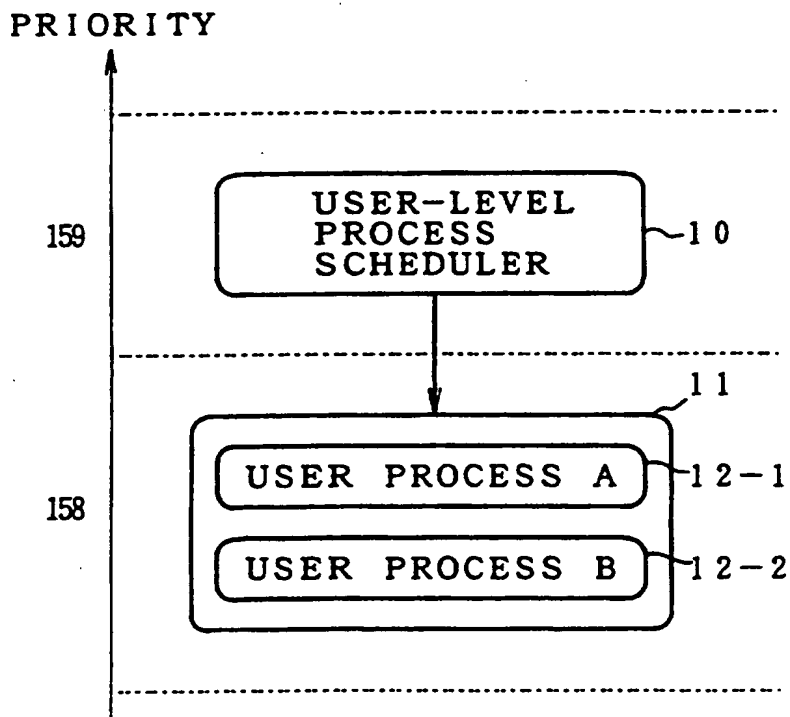 PRIORITY
159
USER-LEVEL
PROCESS
SCHEDULER
10
11
158
USER PROCESS A
12-1
USER PROCESS B
12-2